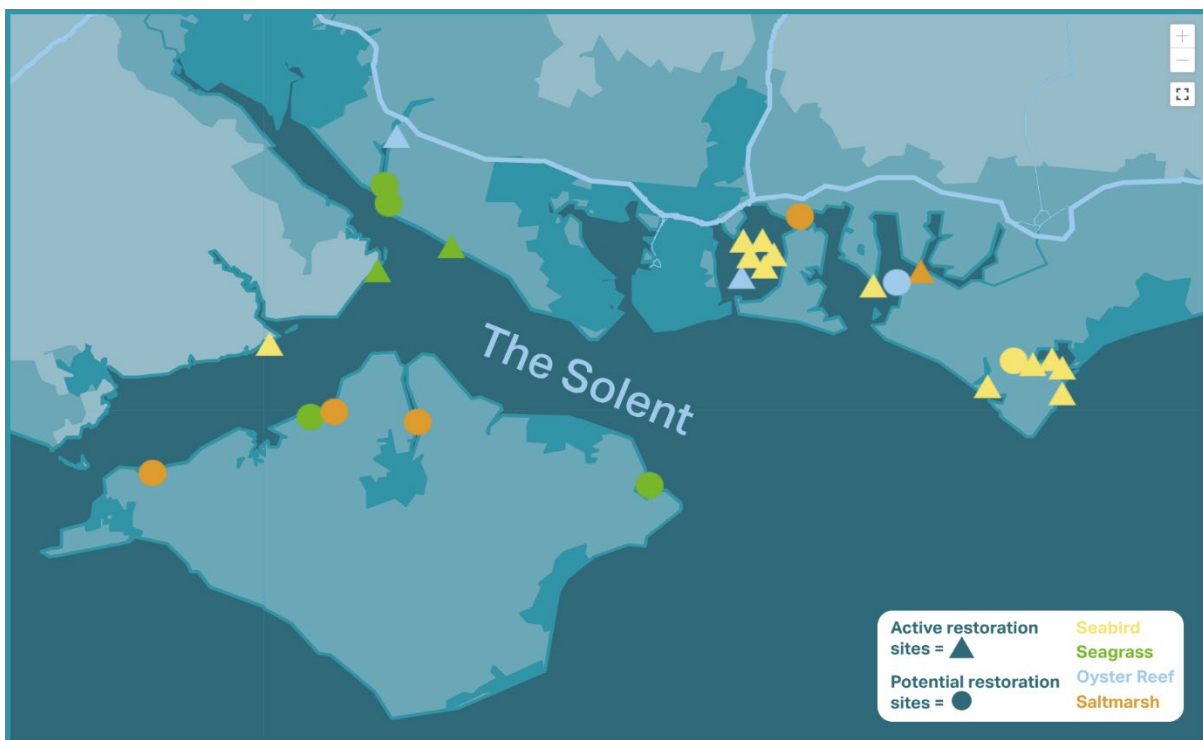 The Solent
Active restoration
sites =
Potential restoration
sites =
Seabird
Seagrass
Oyster Reef
Saltmarsh